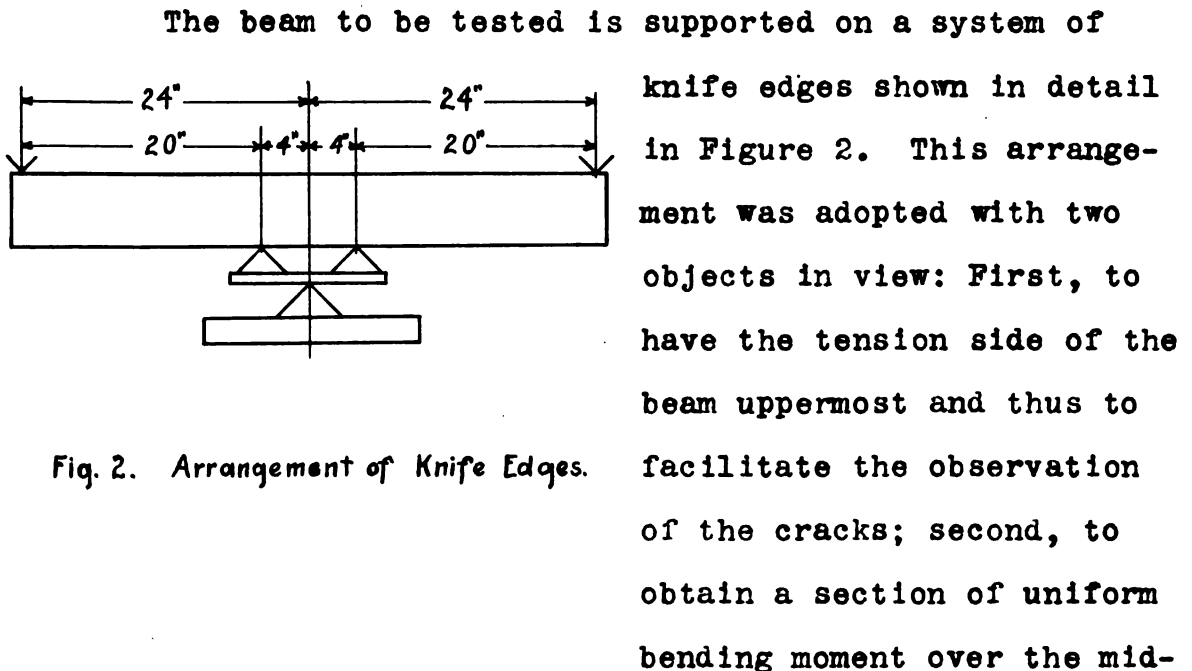 The beam to be tested is supported on a system of
knife edges shown in detail
in Figure 2. This arrange-
ment was adopted with two
objects in view: First, to
have the tension side of the
beam uppermost and thus to
facilitate the observation
of the cracks; second, to
obtain a section of uniform
bending moment over the mid-
24" 24"
20" 4" 4" 20"
Fig. 2. Arrangement of Knife Edges.